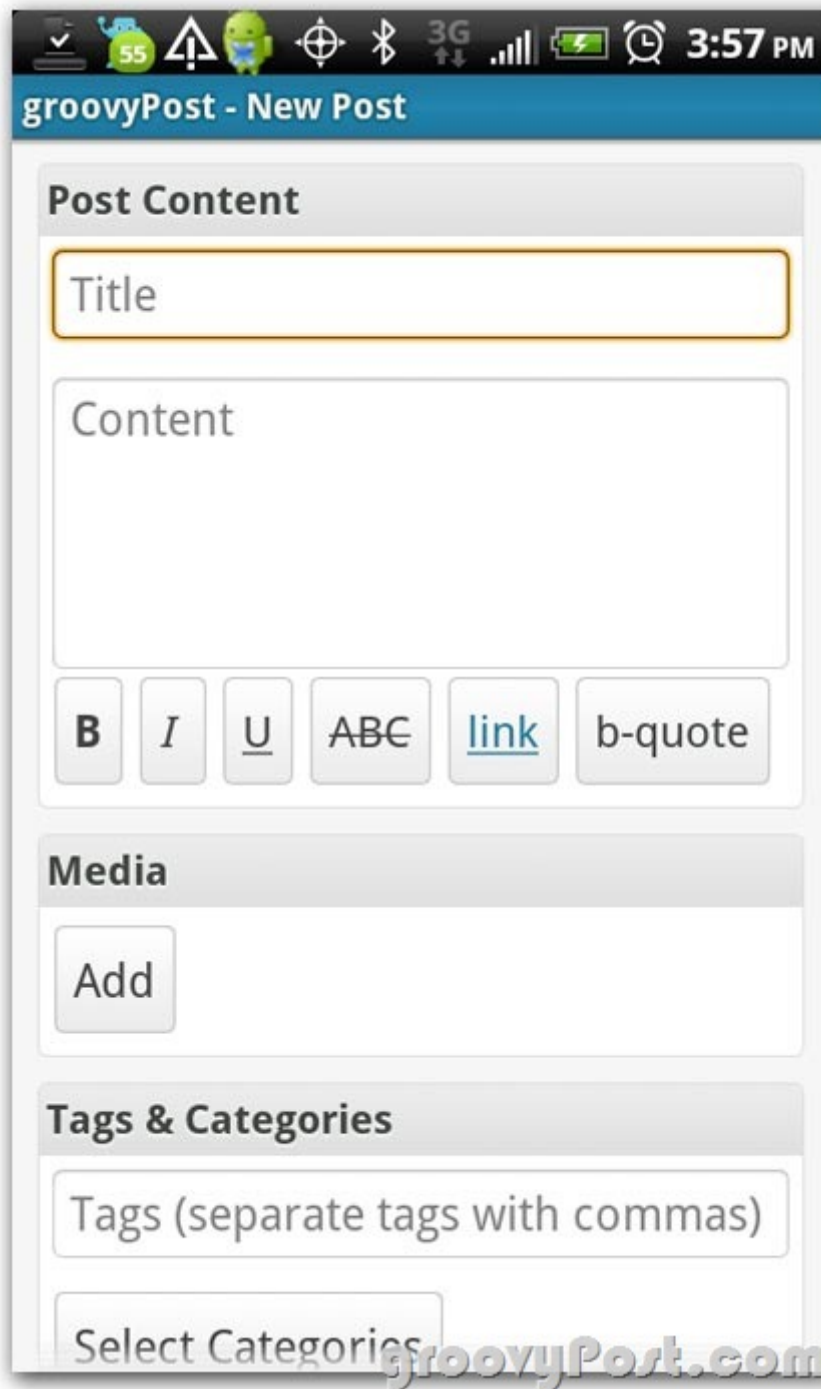 55 3G 3:57 PM
groovyPost - New Post
Post Content
Title
Content
B I U ABC link b-quote
Media
Add
Tags & Categories
Tags (separate tags with commas)
Select Categories
groovyPost.com